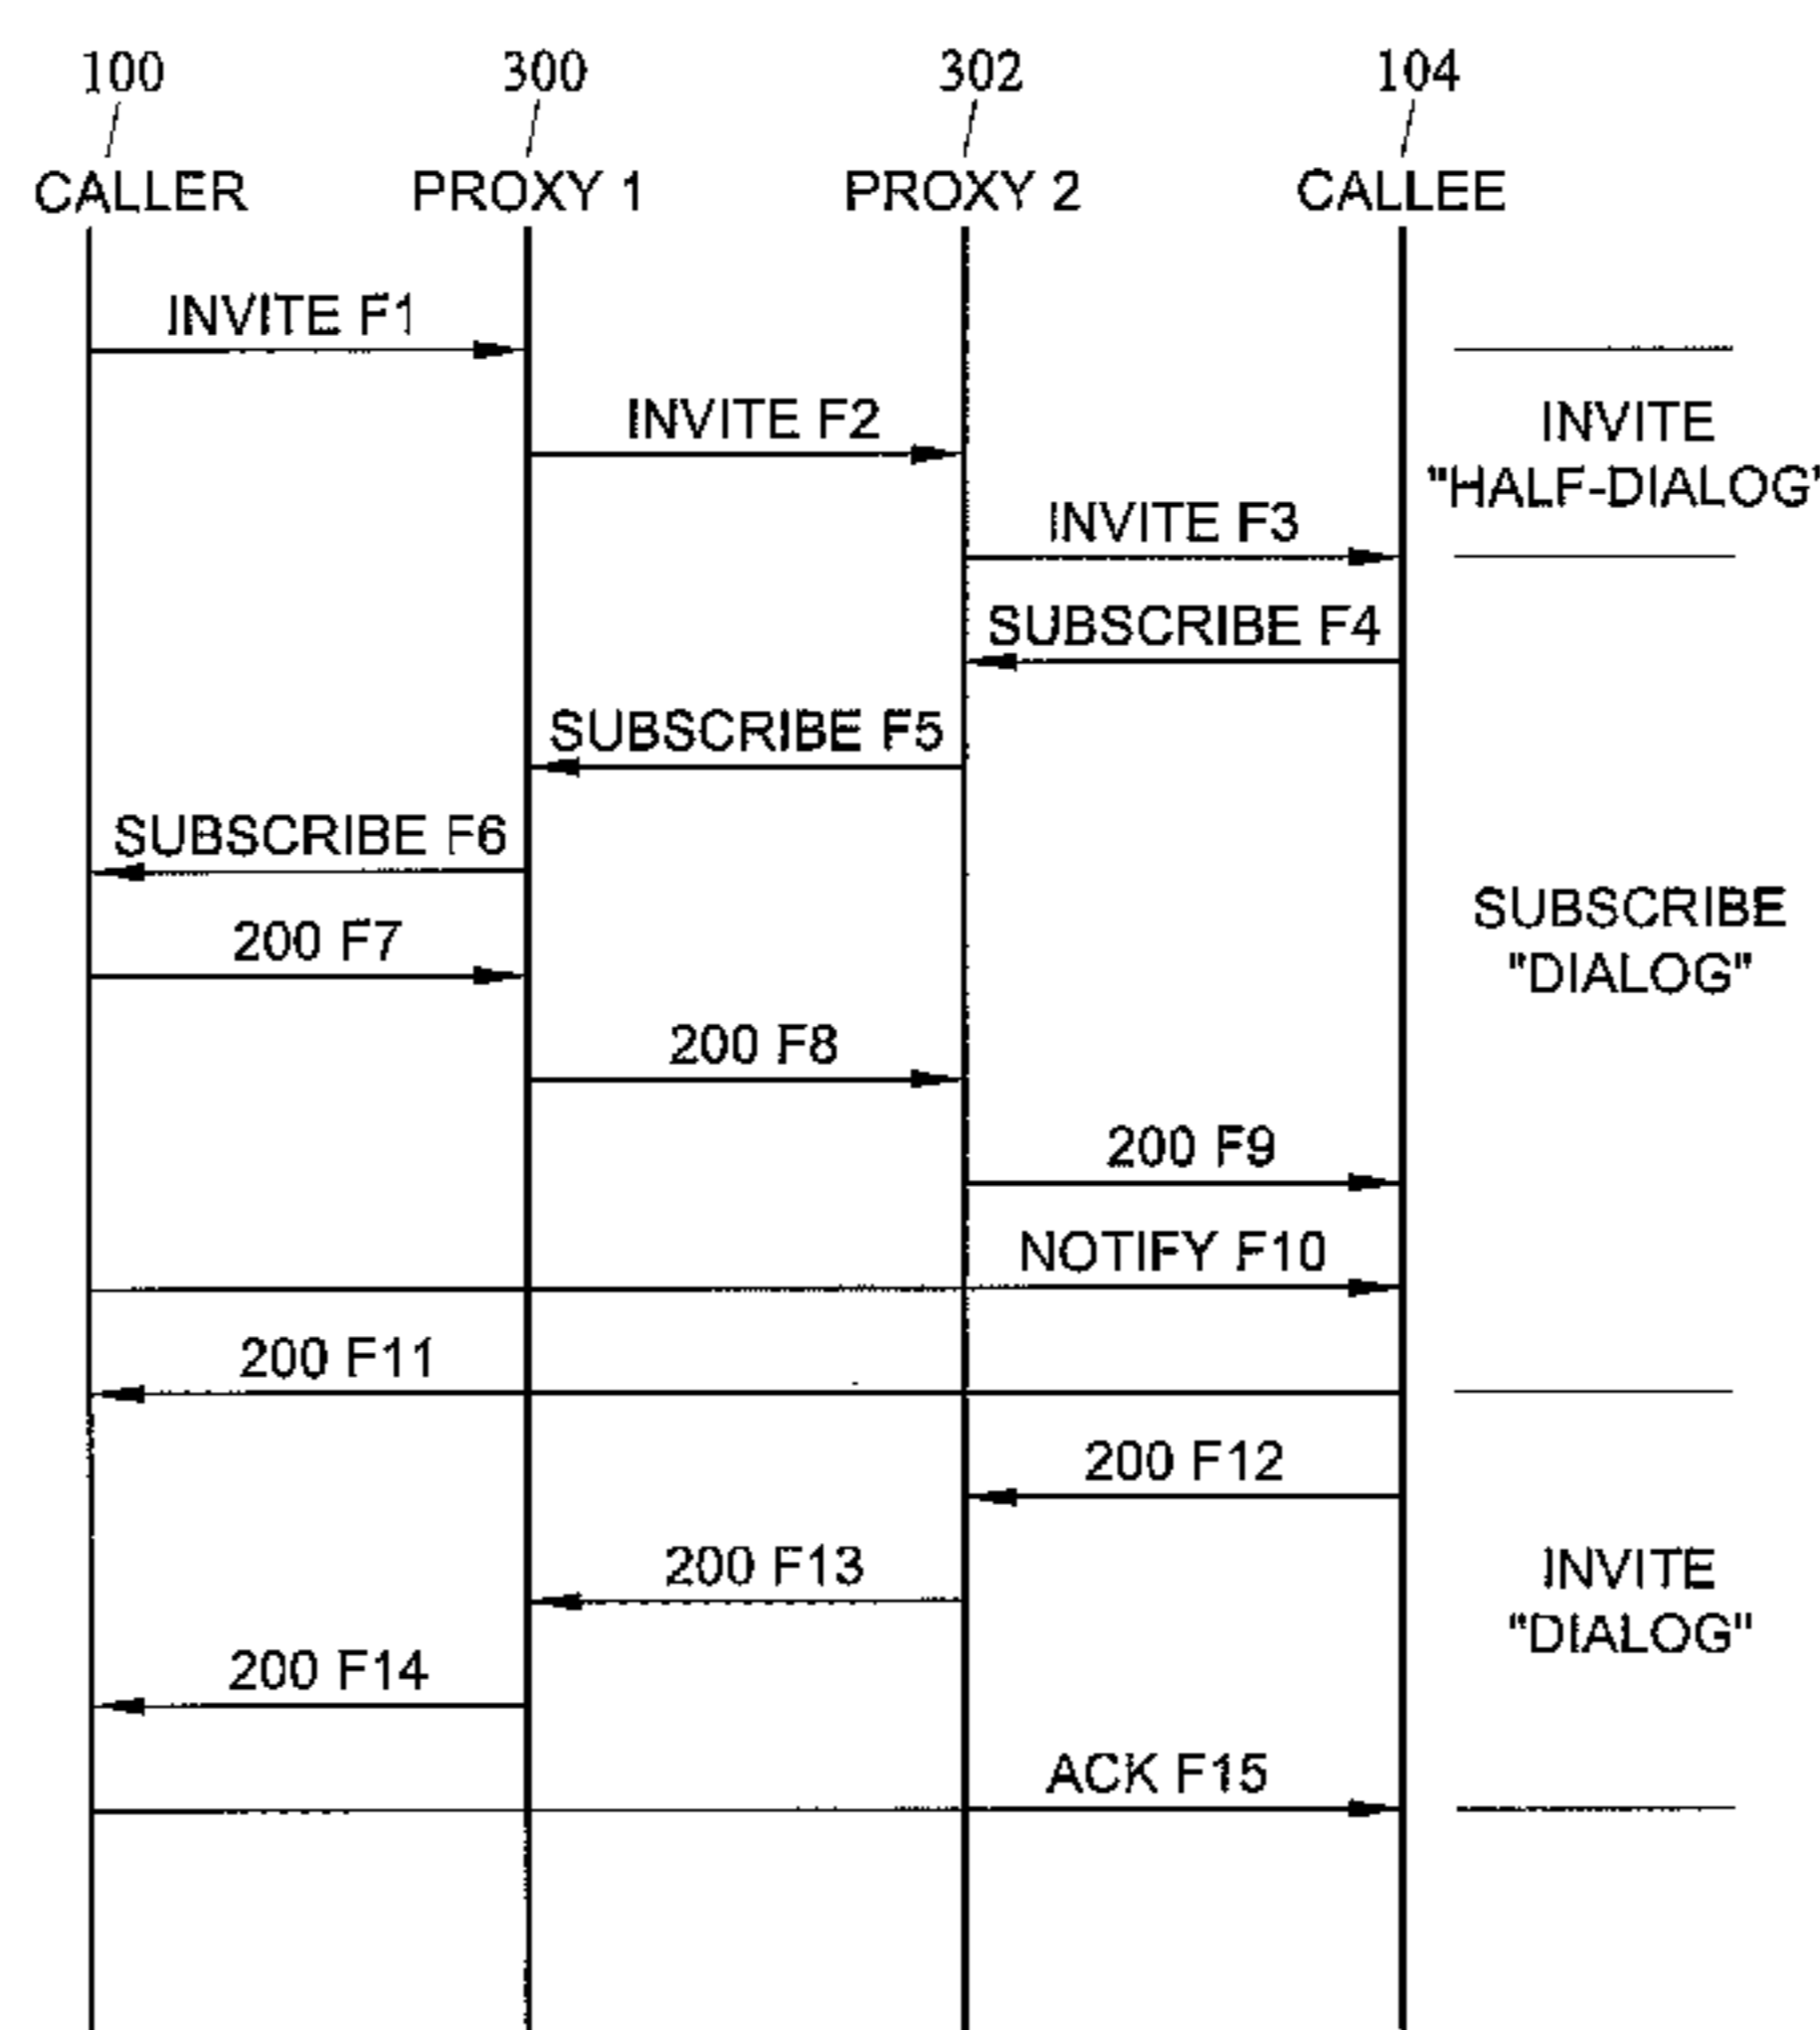 100 300 302 104
CALLER PROXY 1 PROXY 2 CALLEE
INVITE F1
INVITE F2
INVITE
"HALF-DIALOG"
INVITE F3
SUBSCRIBE F4
SUBSCRIBE F5
SUBSCRIBE F6
SUBSCRIBE
"DIALOG"
200 F7
200 F8
200 F9
NOTIFY F10
200 F11
200 F12
200 F13
INVITE
"DIALOG"
200 F14
ACK F15